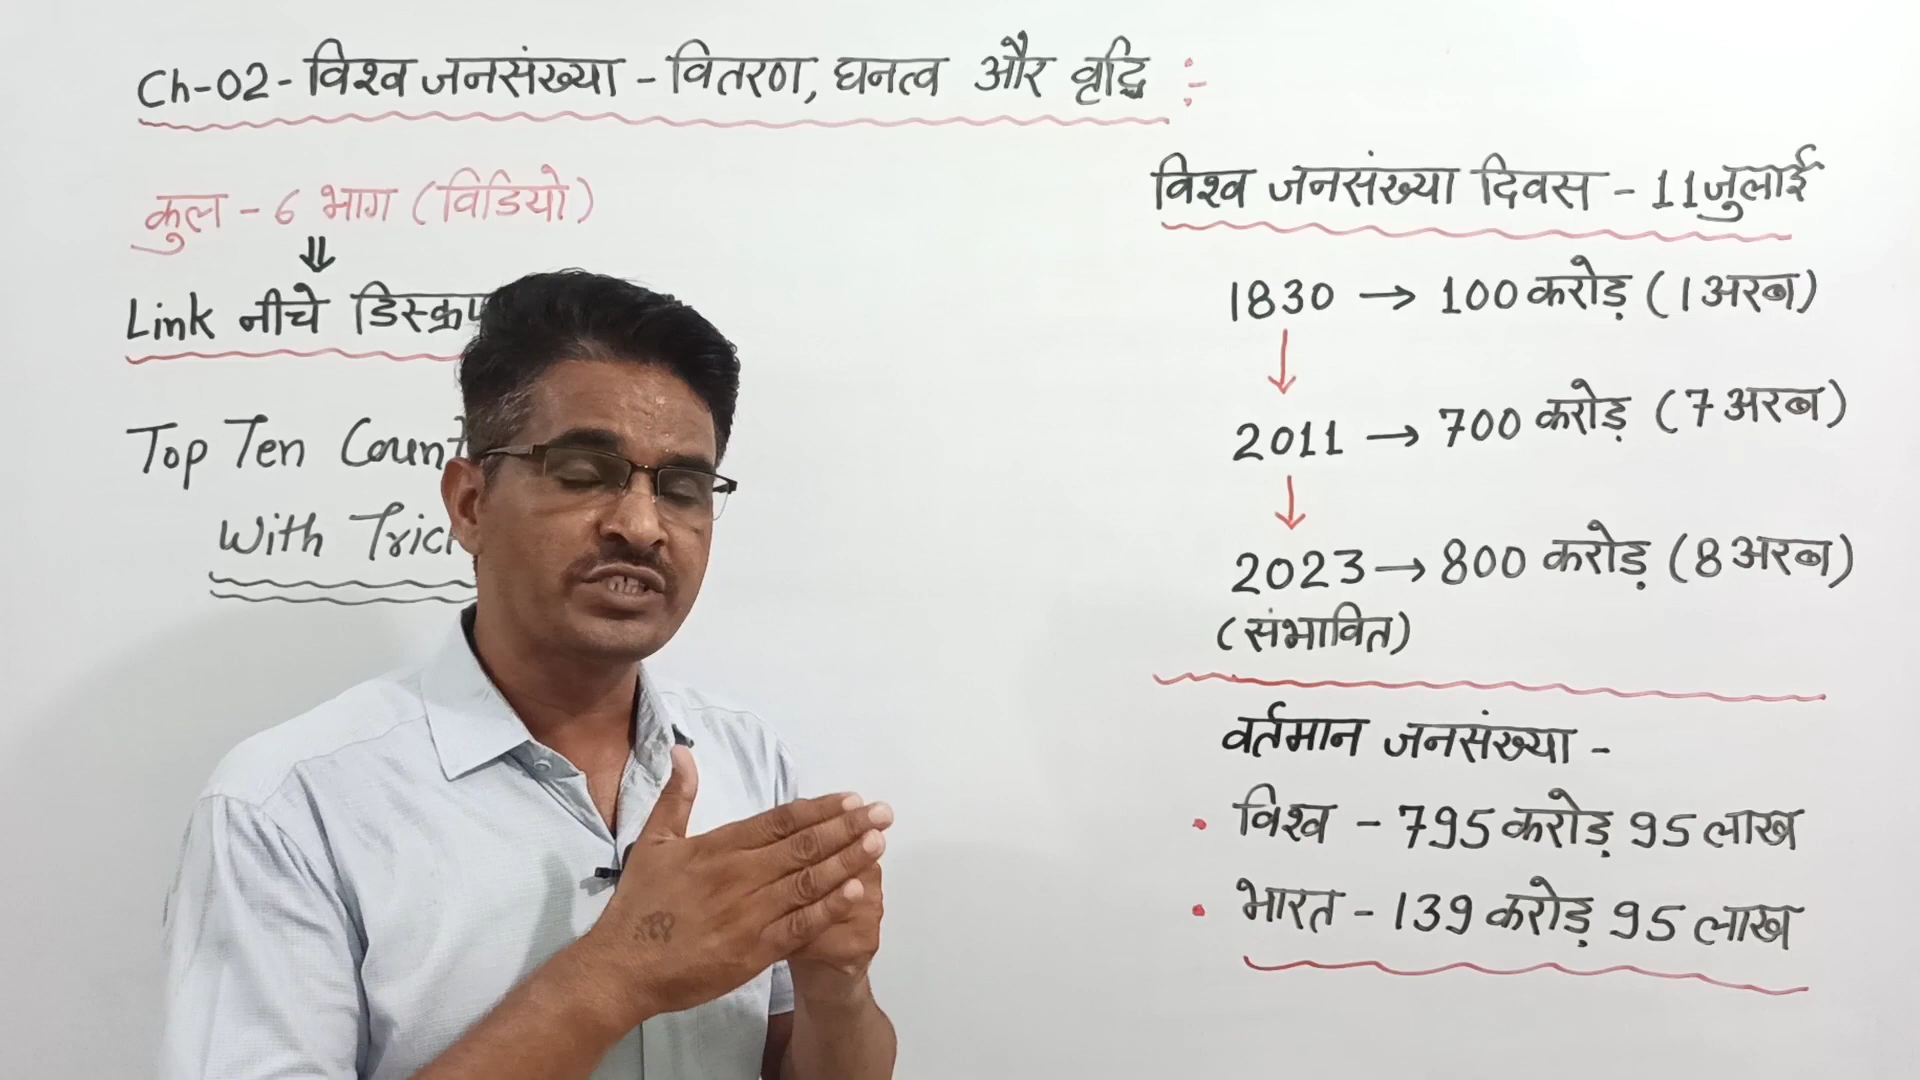 Ch-02- विश्व जनसंख्या - वितरण, घनत्व और वृद्धि :-
कुल - 6 भाग (विडियो)
⇓
Link नीचे
Top Ten
With
विश्व जनसंख्या दिवस - 11 जुलाई
1830 → 100 करोड़ (1 अरब)
↓
2011 → 700 करोड़ (7 अरब)
↓
2023 → 800 करोड़ (8 अरब)
(संभावित)
वर्तमान जनसंख्या -
• विश्व - 795 करोड़ 95 लाख
• भारत - 139 करोड़ 95 लाख